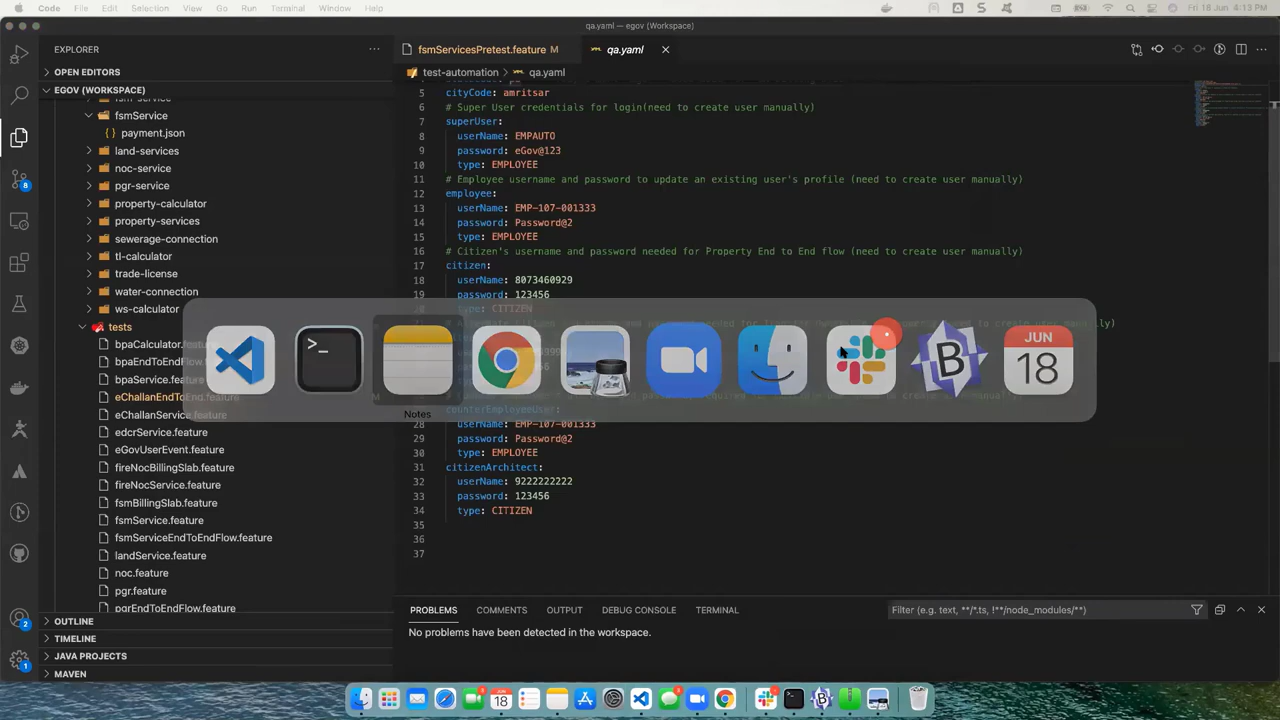 Code File Edit Selection View Go Run Terminal Window Help
Fri 18 Jun 4:13 PM
qa.yaml — egov (Workspace)
EXPLORER
OPEN EDITORS
EGOV (WORKSPACE)
fsm-service
fsmService
payment.json
land-services
noc-service
pgr-service
property-calculator
property-services
sewerage-connection
tl-calculator
trade-license
water-connection
ws-calculator
tests
bpaCalculator.
bpaEndToEndFlow.
bpaService.feature
eChallanEndToEnd.feature M
eChallanService.feature
edcrService.feature
eGovUserEvent.feature
fireNocBillingSlab.feature
fireNocService.feature
fsmBillingSlab.feature
fsmService.feature
fsmServiceEndToEndFlow.feature
landService.feature
noc.feature
pgr.feature
pgrEndToEndFlow.feature
OUTLINE
TIMELINE
JAVA PROJECTS
MAVEN
8
2
1
fsmServicesPretest.feature M
qa.yaml
test-automation
qa.yaml
5 cityCode: amritsar
6 # Super User credentials for login(need to create user manually)
7 superUser:
8 userName: EMPAUTO
9 password: eGov@123
10 type: EMPLOYEE
11 # Employee username and password to update an existing user's profile (need to create user manually)
12 employee:
13 userName: EMP-107-001333
14 password: Password@2
15 type: EMPLOYEE
16 # Citizen's username and password needed for Property End to End flow (need to create user manually)
17 citizen:
18 userName: 8073460929
19 password: 123456
type: CITIZEN
counterEmployeeUser:
28 userName: EMP-107-001333
29 password: Password@2
30 type: EMPLOYEE
31 citizenArchitect:
32 userName: 9222222222
33 password: 123456
34 type: CITIZEN
35
36
37
Notes
JUN
18
PROBLEMS COMMENTS OUTPUT DEBUG CONSOLE TERMINAL
Filter (e.g. text, **/*.ts, !**/node_modules/**)
No problems have been detected in the workspace.